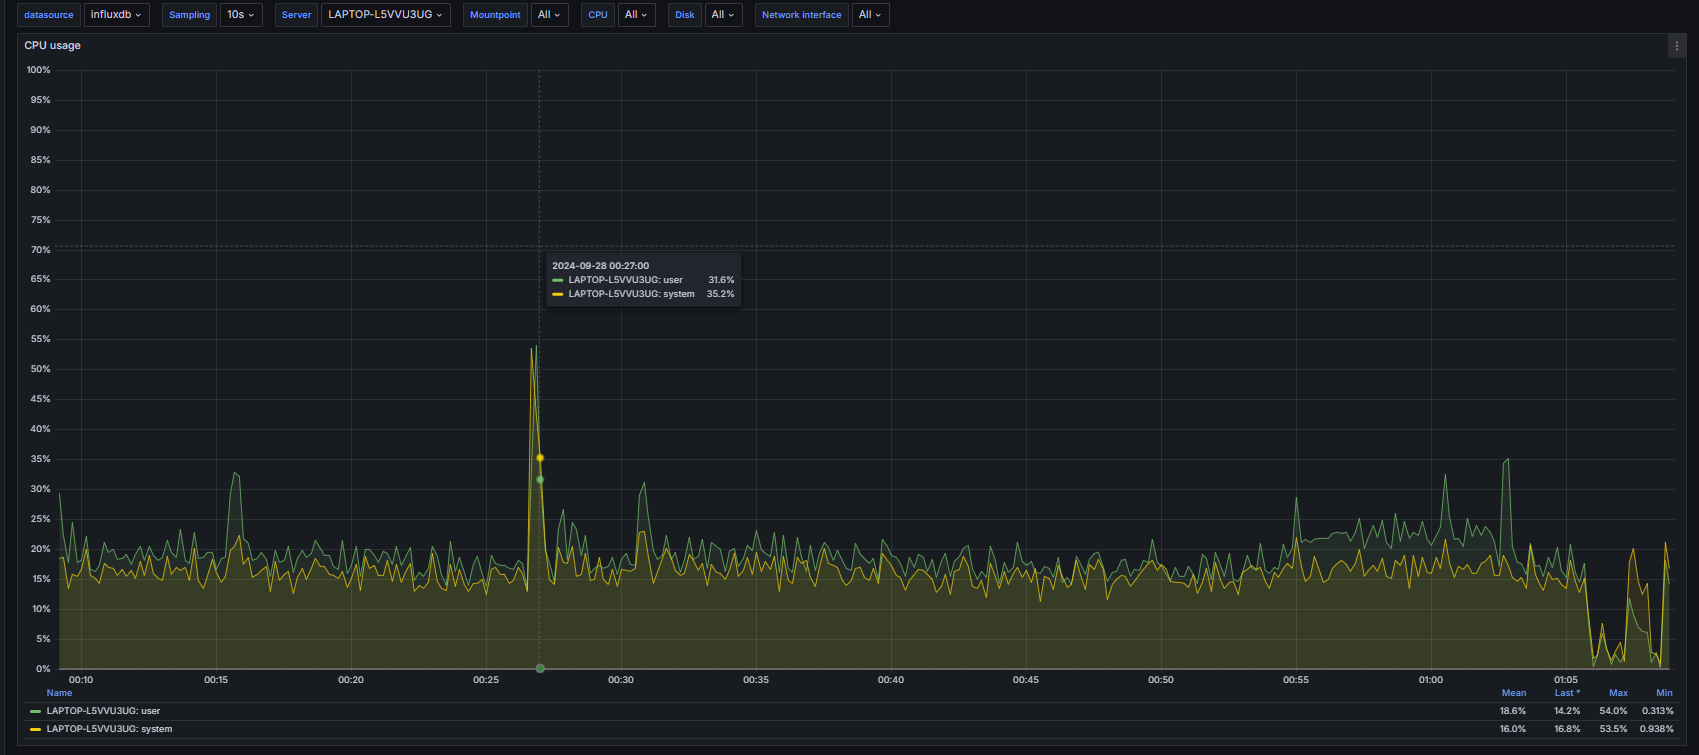 datasource influxdb Sampling 10s Server LAPTOP-L5VVU3UG Mountpoint All CPU All Disk All Network interface All
CPU usage
100%
95%
90%
85%
80%
75%
70%
65%
60%
55%
50%
45%
40%
35%
30%
25%
20%
15%
10%
5%
0%
2024-09-28 00:27:00
LAPTOP-L5VVU3UG: user 31.6%
LAPTOP-L5VVU3UG: system 35.2%
00:10 00:15 00:20 00:25 00:30 00:35 00:40 00:45 00:50 00:55 01:00 01:05
Name Mean Last * Max Min
LAPTOP-L5VVU3UG: user 18.6% 14.2% 54.0% 0.313%
LAPTOP-L5VVU3UG: system 16.0% 16.8% 53.5% 0.938%